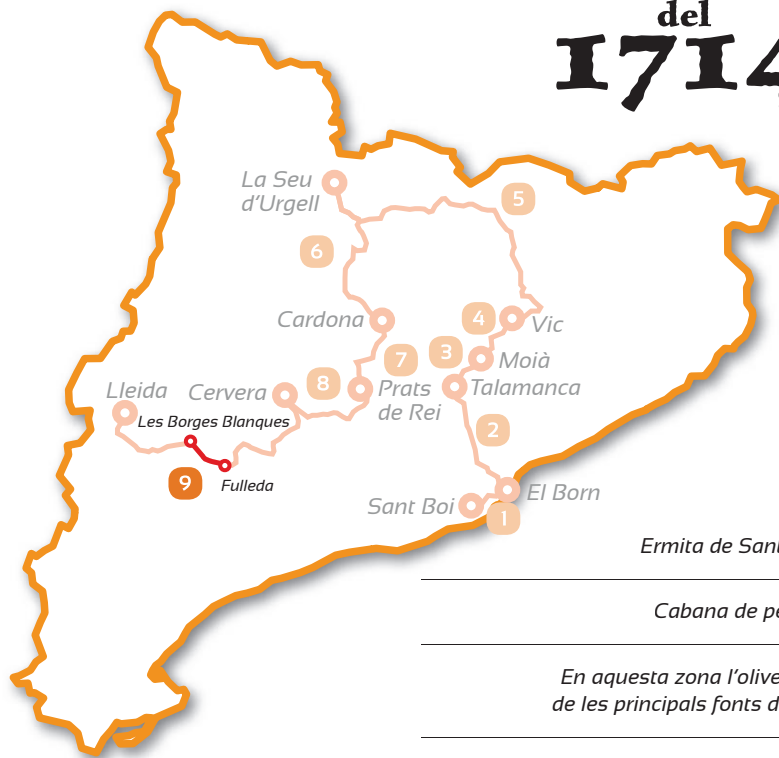 del
1714
La Seu
d'Urgell
5
6
Cardona
4
Vic
3
Moià
7
Lleida
Cervera
8
Prats
de Rei
Talamanca
Les Borges Blanques
2
9
Fulleda
Sant Boi
El Born
1
Ermita de Sant
Cabana de pe
En aquesta zona l'olive
de les principals fonts d